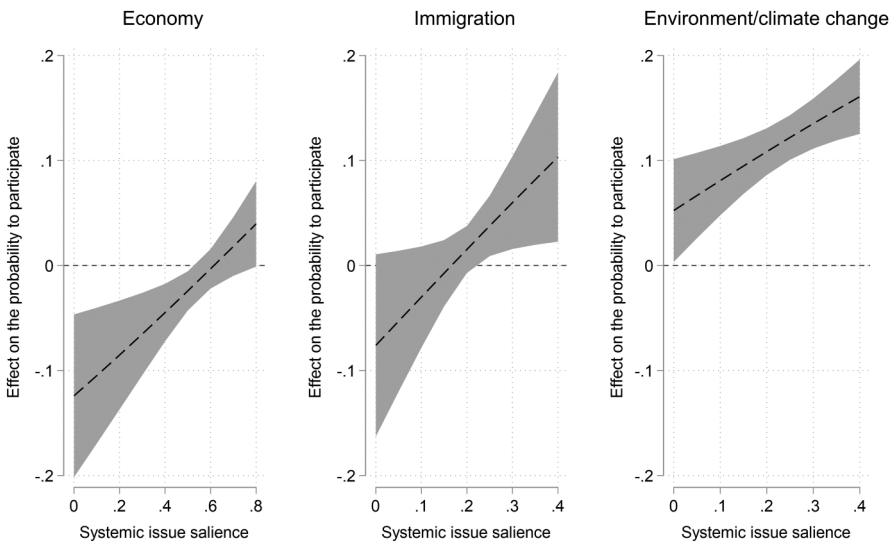 Economy
Effect on the probability to participate
.2
.1
0
-.1
-.2
0 .2 .4 .6 .8
Systemic issue salience
Immigration
Effect on the probability to participate
.2
.1
0
-.1
-.2
0 .1 .2 .3 .4
Systemic issue salience
Environment/climate change
Effect on the probability to participate
.2
.1
0
-.1
-.2
0 .1 .2 .3 .4
Systemic issue salience